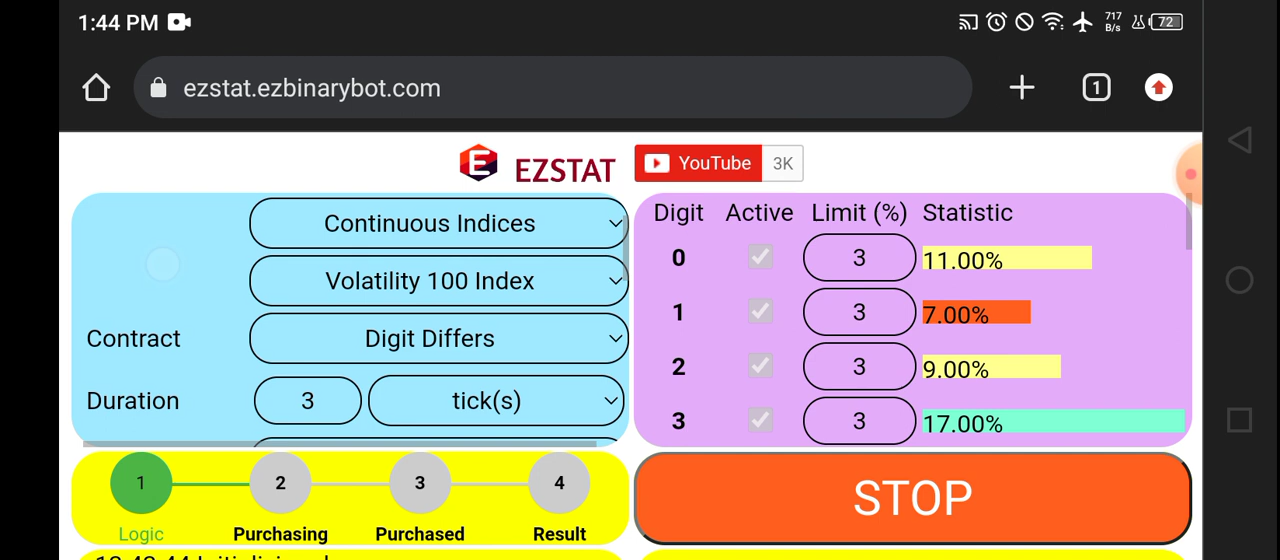 1:44 PM 717 B/s 72
ezstat.ezbinarybot.com 1
E EZSTAT YouTube 3K
Continuous Indices
Volatility 100 Index
Contract Digit Differs
Duration 3 tick(s)
Digit Active Limit (%) Statistic
0 3 11.00%
1 3 7.00%
2 3 9.00%
3 3 17.00%
1 2 3 4
Logic Purchasing Purchased Result
STOP